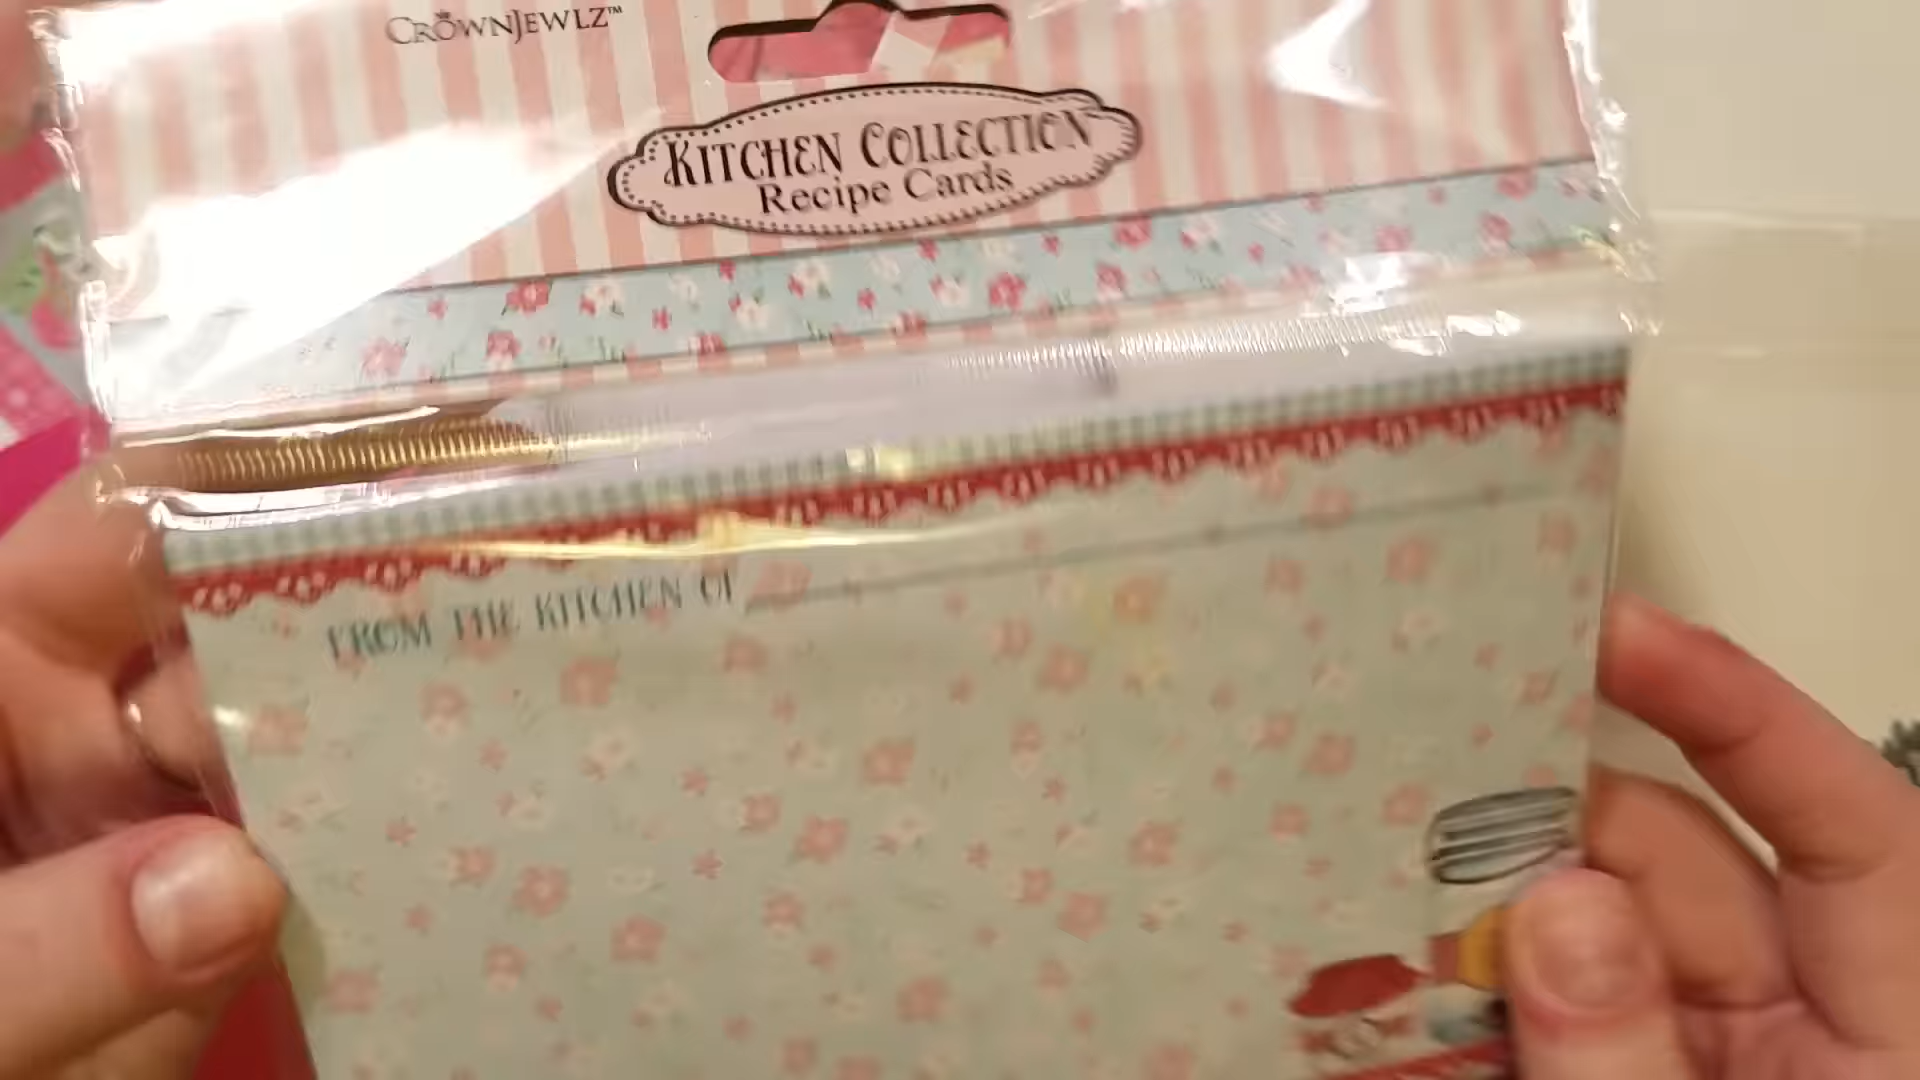 CROWNJEWLZ™
KITCHEN COLLECTION
Recipe Cards
FROM THE KITCHEN OF